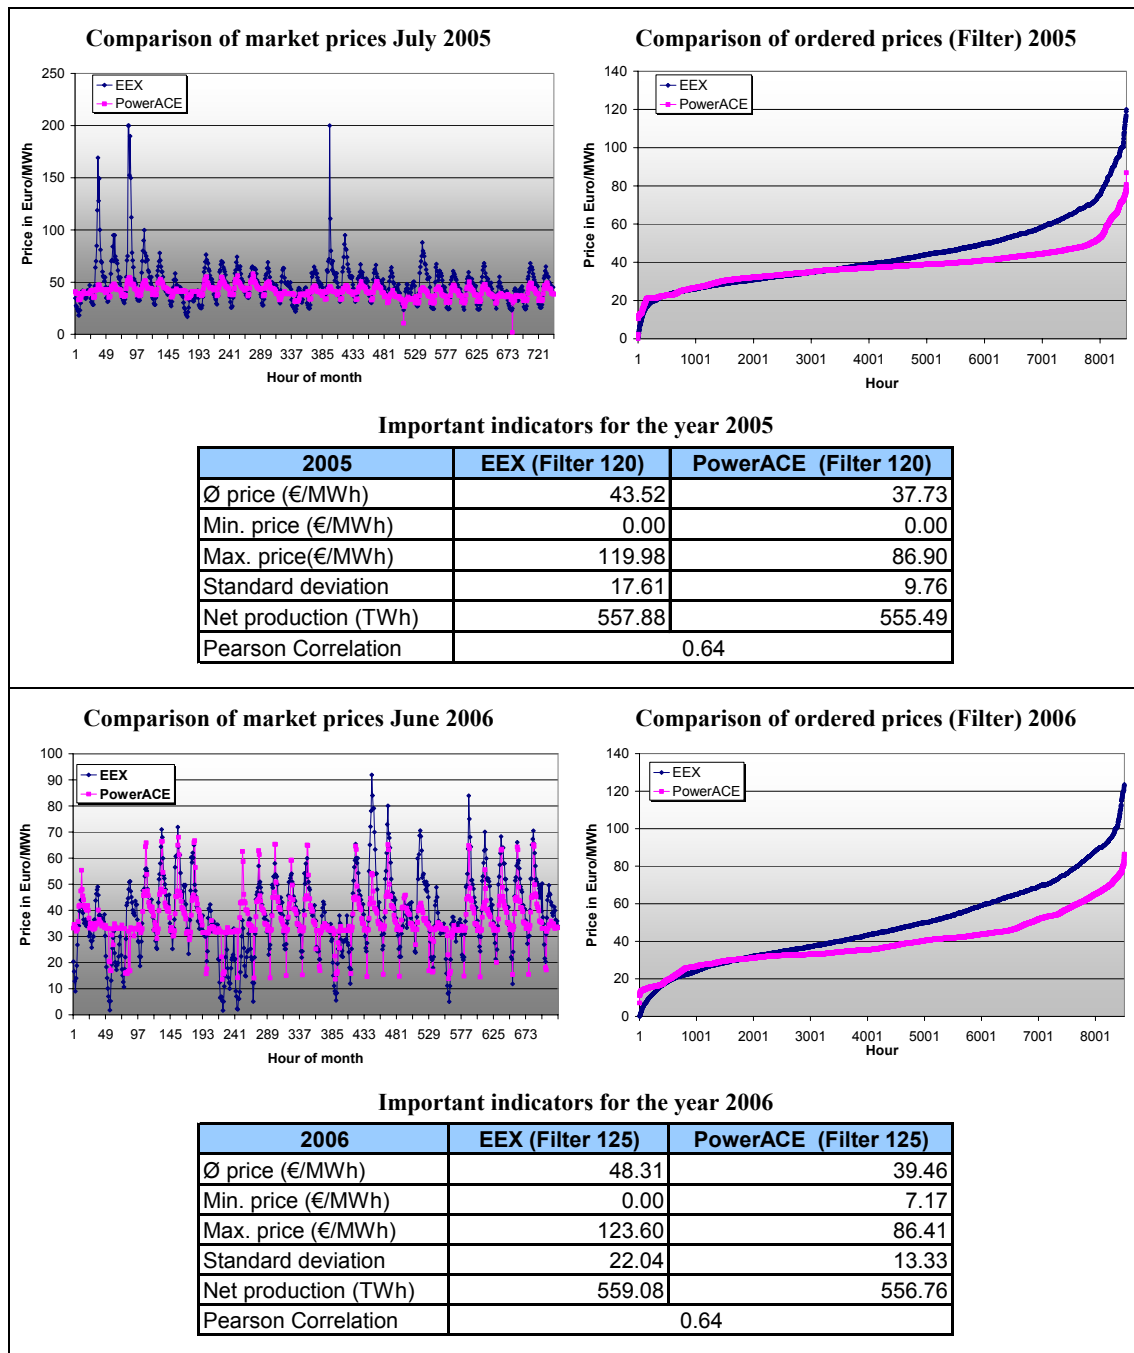 Comparison of market prices July 2005
Comparison of ordered prices (Filter) 2005
250
200
150
100
50
0
Price in Euro/MWh
EEX
PowerACE
1 49 97 145 193 241 289 337 385 433 481 529 577 625 673 721
Hour of month
140
120
100
80
60
40
20
0
Price in Euro/MWh
EEX
PowerACE
1 1001 2001 3001 4001 5001 6001 7001 8001
Hour
Important indicators for the year 2005
2005 EEX (Filter 120) PowerACE (Filter 120)
Ø price (€/MWh) 43.52 37.73
Min. price (€/MWh) 0.00 0.00
Max. price(€/MWh) 119.98 86.90
Standard deviation 17.61 9.76
Net production (TWh) 557.88 555.49
Pearson Correlation 0.64
Comparison of market prices June 2006
Comparison of ordered prices (Filter) 2006
100
90
80
70
60
50
40
30
20
10
0
Price in Euro/MWh
EEX
PowerACE
1 49 97 145 193 241 289 337 385 433 481 529 577 625 673
Hour of month
140
120
100
80
60
40
20
0
Price in Euro/MWh
EEX
PowerACE
1 1001 2001 3001 4001 5001 6001 7001 8001
Hour
Important indicators for the year 2006
2006 EEX (Filter 125) PowerACE (Filter 125)
Ø price (€/MWh) 48.31 39.46
Min. price (€/MWh) 0.00 7.17
Max. price (€/MWh) 123.60 86.41
Standard deviation 22.04 13.33
Net production (TWh) 559.08 556.76
Pearson Correlation 0.64